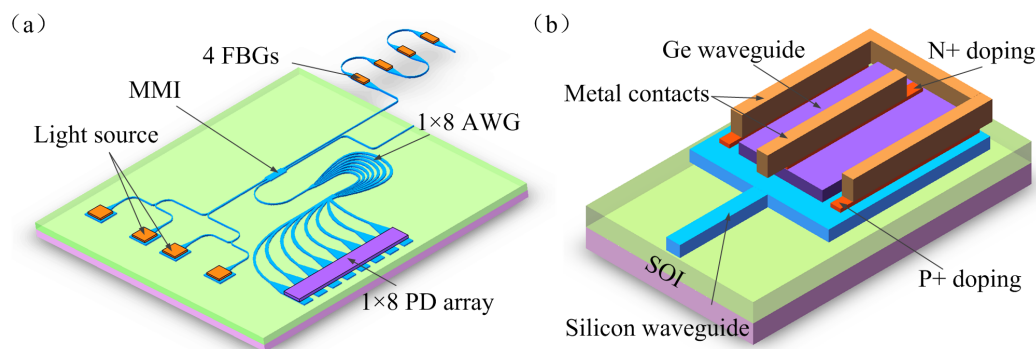 (a)
4 FBGs
MMI
1×8 AWG
Light source
1×8 PD array
(b)
Ge waveguide
N+ doping
Metal contacts
SOI
P+ doping
Silicon waveguide